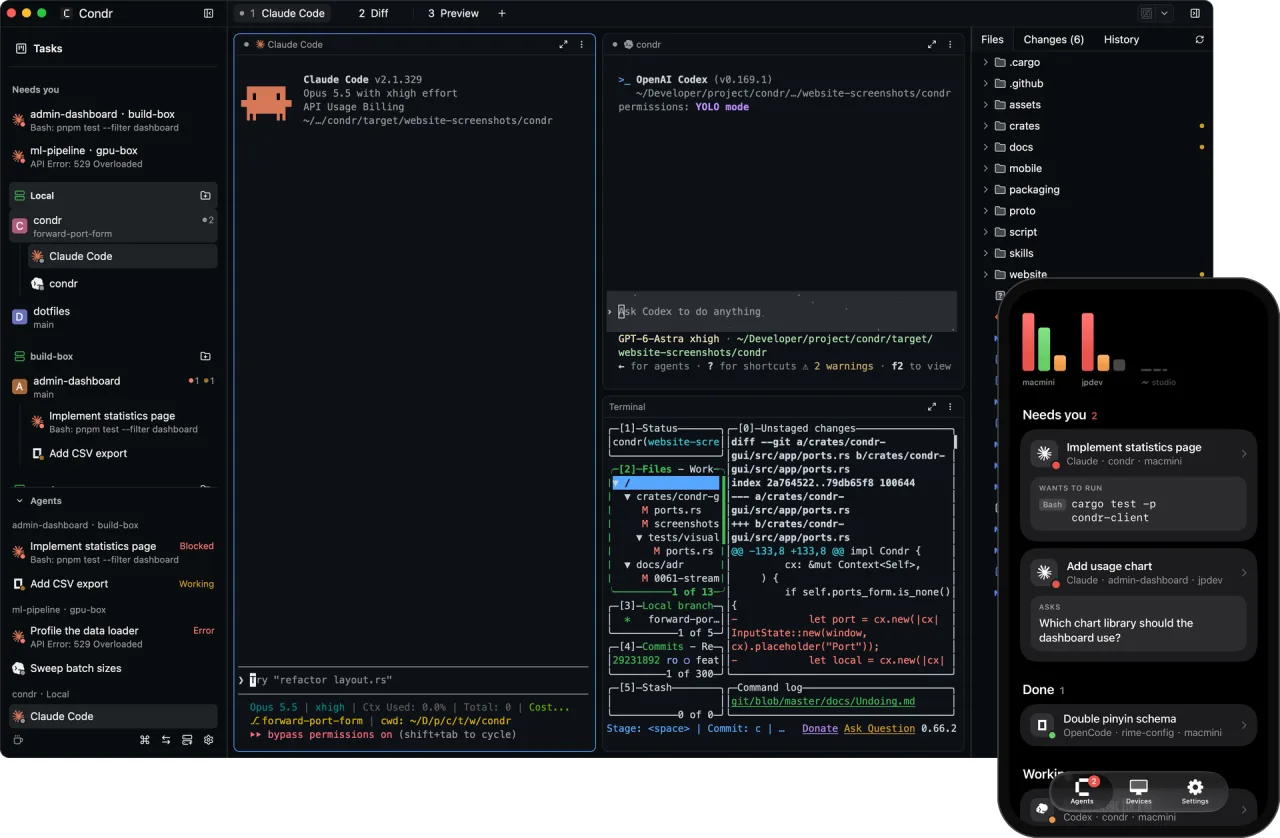 C Condr
1 Claude Code
2 Diff
3 Preview
+
Tasks
Needs you
admin-dashboard · build-box
Bash: pnpm test --filter dashboard
ml-pipeline · gpu-box
API Error: 529 Overloaded
Local
C condr
2
forward-port-form
Claude Code
condr
D dotfiles
main
build-box
A admin-dashboard
1 1
main
Implement statistics page
Bash: pnpm test --filter dashboard
Add CSV export
Agents
admin-dashboard · build-box
Implement statistics page Blocked
Bash: pnpm test --filter dashboard
Add CSV export Working
ml-pipeline · gpu-box
Profile the data loader Error
API Error: 529 Overloaded
Sweep batch sizes
condr · Local
Claude Code
Claude Code
Claude Code v2.1.329
Opus 5.5 with xhigh effort
API Usage Billing
~/…/condr/target/website-screenshots/condr
❯ Try "refactor layout.rs"
Opus 5.5 | xhigh | Ctx Used: 0.0% | Total: 0 | Cost...
forward-port-form | cwd: ~/D/p/c/t/w/condr
bypass permissions on (shift+tab to cycle)
condr
>_ OpenAI Codex (v0.169.1)
~/Developer/project/condr/…/website-screenshots/condr
permissions: YOLO mode
› Ask Codex to do anything
GPT-6-Astra xhigh · ~/Developer/project/condr/target/
website-screenshots/condr
← for agents · ? for shortcuts ⚠ 2 warnings · f2 to view
Terminal
[1]—Status
condr(website-scre
[2]—Files - Work
▼ /
▼ crates/condr-g
M ports.rs
M screenshots
▼ tests/visual
M ports.rs
▼ docs/adr
M 0061-stream
1 of 13
[3]—Local branch
* forward-por…
1 of 5
[4]—Commits - Re
29231892 ro o feat
1 of 300
[5]—Stash
0 of 0
[0]—Unstaged changes
diff --git a/crates/condr-
gui/src/app/ports.rs b/crates/condr-
gui/src/app/ports.rs
index 2a764522..79db65f8 100644
--- a/crates/condr-
gui/src/app/ports.rs
+++ b/crates/condr-
gui/src/app/ports.rs
@@ -133,8 +133,8 @@ impl Condr {
cx: &mut Context<Self>,
) {
if self.ports_form.is_none()
{
- let port = cx.new(|cx|
InputState::new(window,
cx).placeholder("Port"));
- let local = cx.new(|cx|
Command log
git/blob/master/docs/Undoing.md
Stage: <space> | Commit: c | … Donate Ask Question 0.66.2
Files
Changes (6)
History
.cargo
.github
assets
crates
docs
mobile
packaging
proto
script
skills
website
macmini
jpdev
studio
Needs you 2
Implement statistics page
Claude · condr · macmini
WANTS TO RUN
Bash cargo test -p
condr-client
Add usage chart
Claude · admin-dashboard · jpdev
ASKS
Which chart library should the
dashboard use?
Done 1
Double pinyin schema
OpenCode · rime-config · macmini
2
Agents
Devices
Settings
Codex · condr · macmini